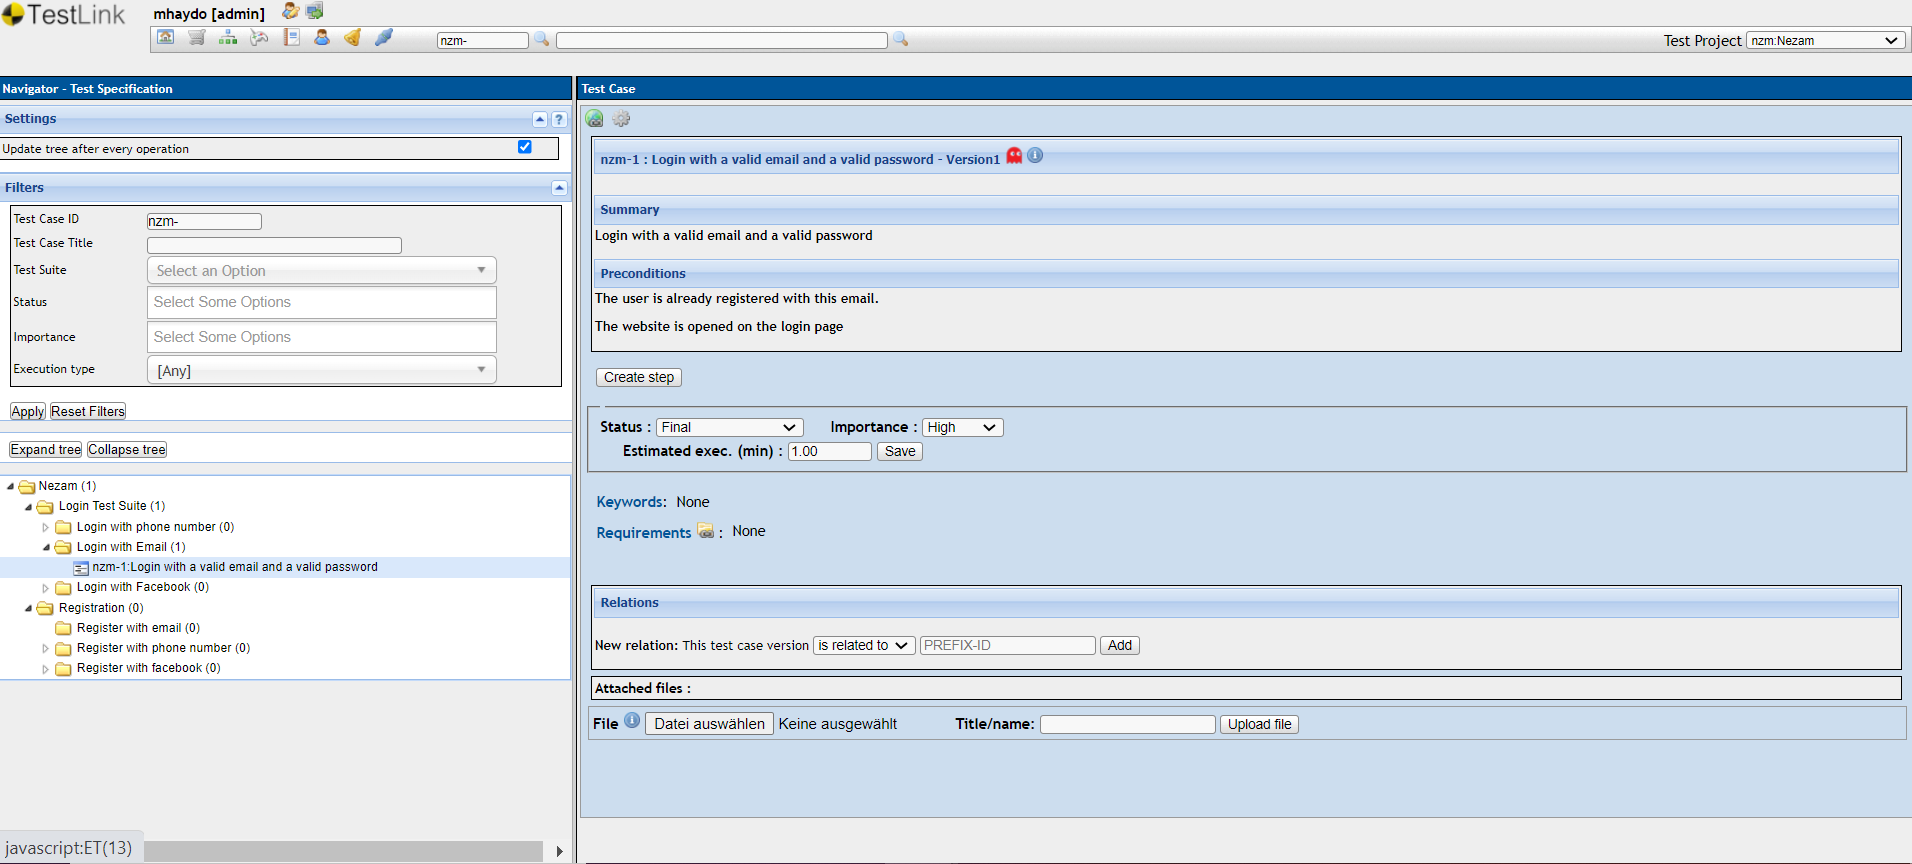 TestLink
mhaydo [admin]
nzm-
Test Project nzm:Nezam
Navigator - Test Specification
Settings
?
Update tree after every operation
Filters
Test Case ID nzm-
Test Case Title
Test Suite Select an Option
Status Select Some Options
Importance Select Some Options
Execution type [Any]
Apply Reset Filters
Expand tree Collapse tree
Nezam (1)
Login Test Suite (1)
Login with phone number (0)
Login with Email (1)
nzm-1:Login with a valid email and a valid password
Login with Facebook (0)
Registration (0)
Register with email (0)
Register with phone number (0)
Register with facebook (0)
javascript:ET(13)
Test Case
nzm-1 : Login with a valid email and a valid password - Version1
Summary
Login with a valid email and a valid password
Preconditions
The user is already registered with this email.
The website is opened on the login page
Create step
Status : Final Importance : High
Estimated exec. (min) : 1.00 Save
Keywords: None
Requirements : None
Relations
New relation: This test case version is related to PREFIX-ID Add
Attached files :
File Datei auswählen Keine ausgewählt Title/name: Upload file